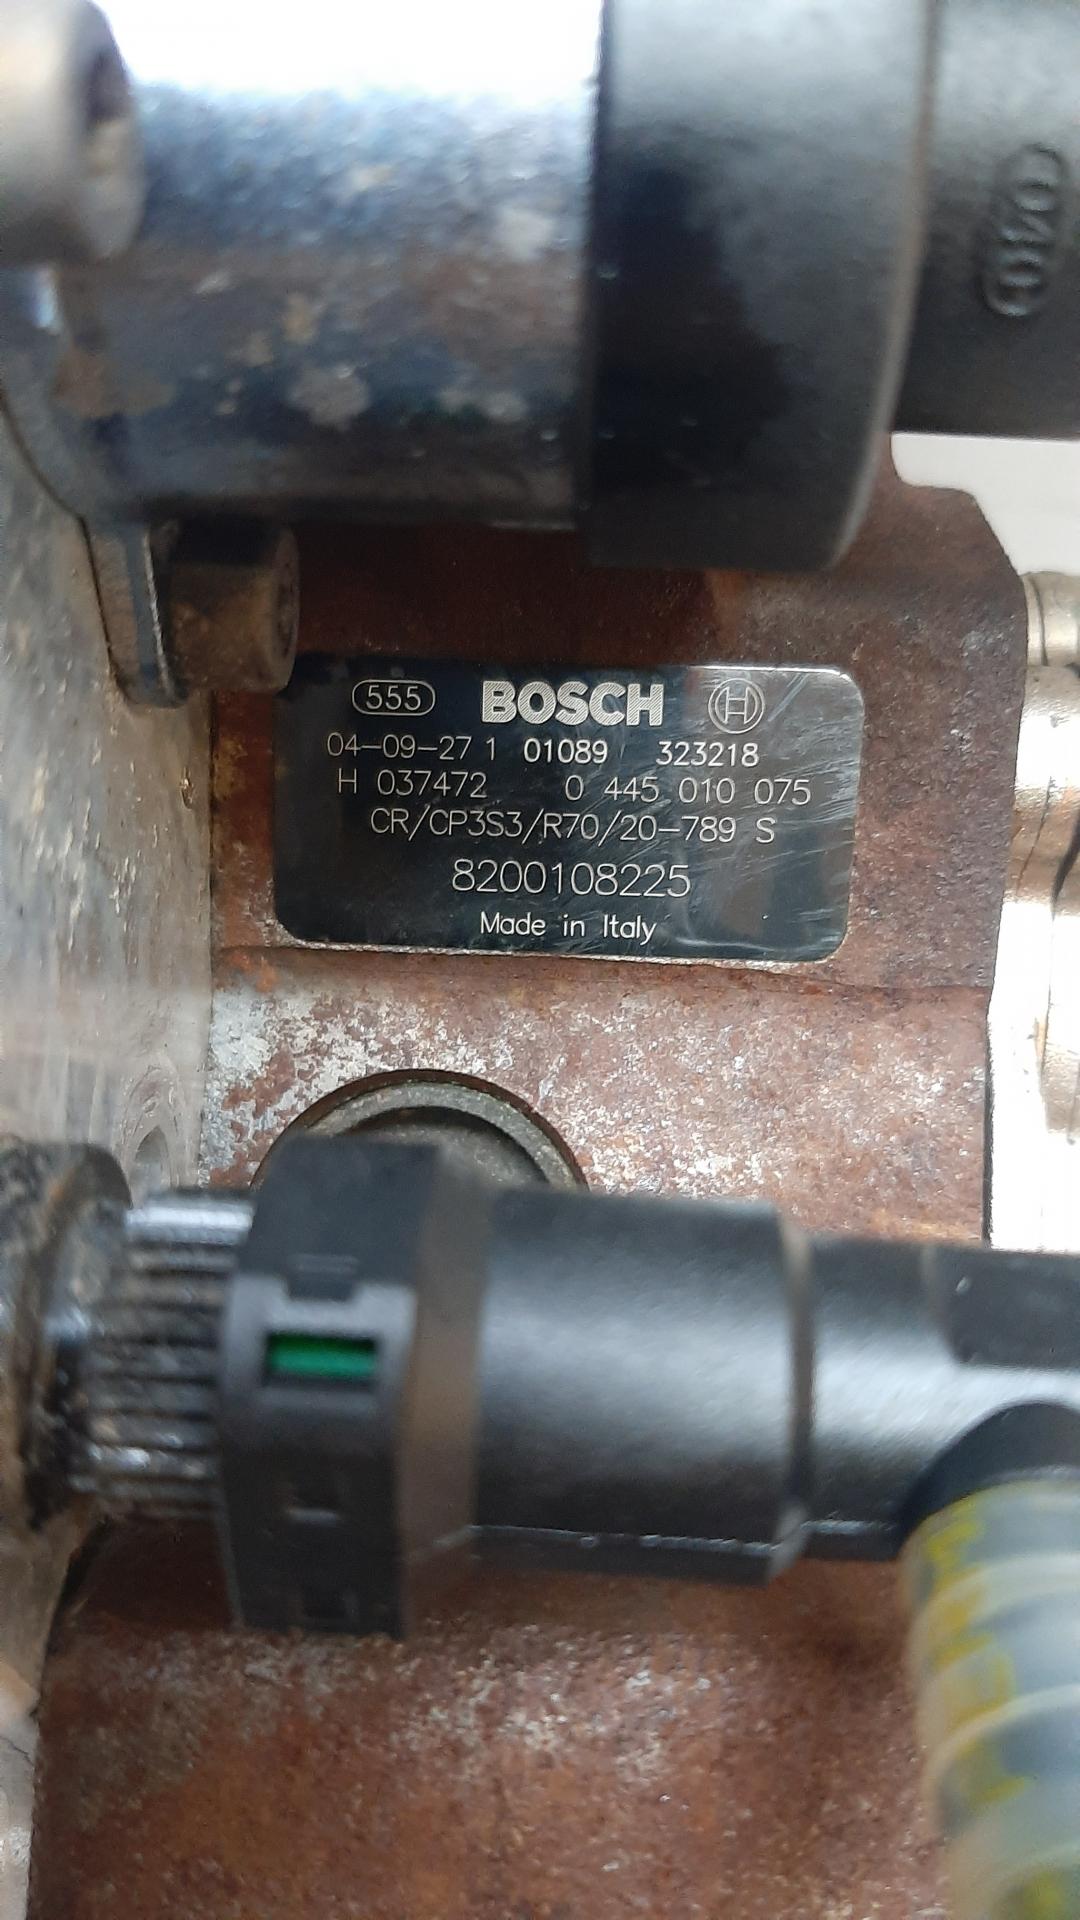 040
555 BOSCH H
04-09-27 1 01089 323218
H 037472 0 445 010 075
CR/CP3S3/R70/20-789 S
8200108225
Made in Italy